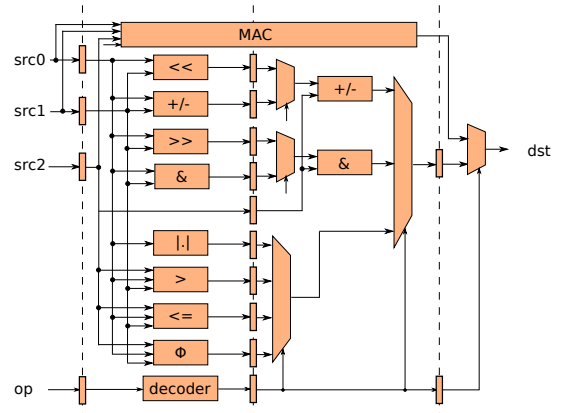 MAC
src0
<<
+/-
src1
+/-
>>
dst
src2
&
&
|.|
>
<=
Φ
op
decoder